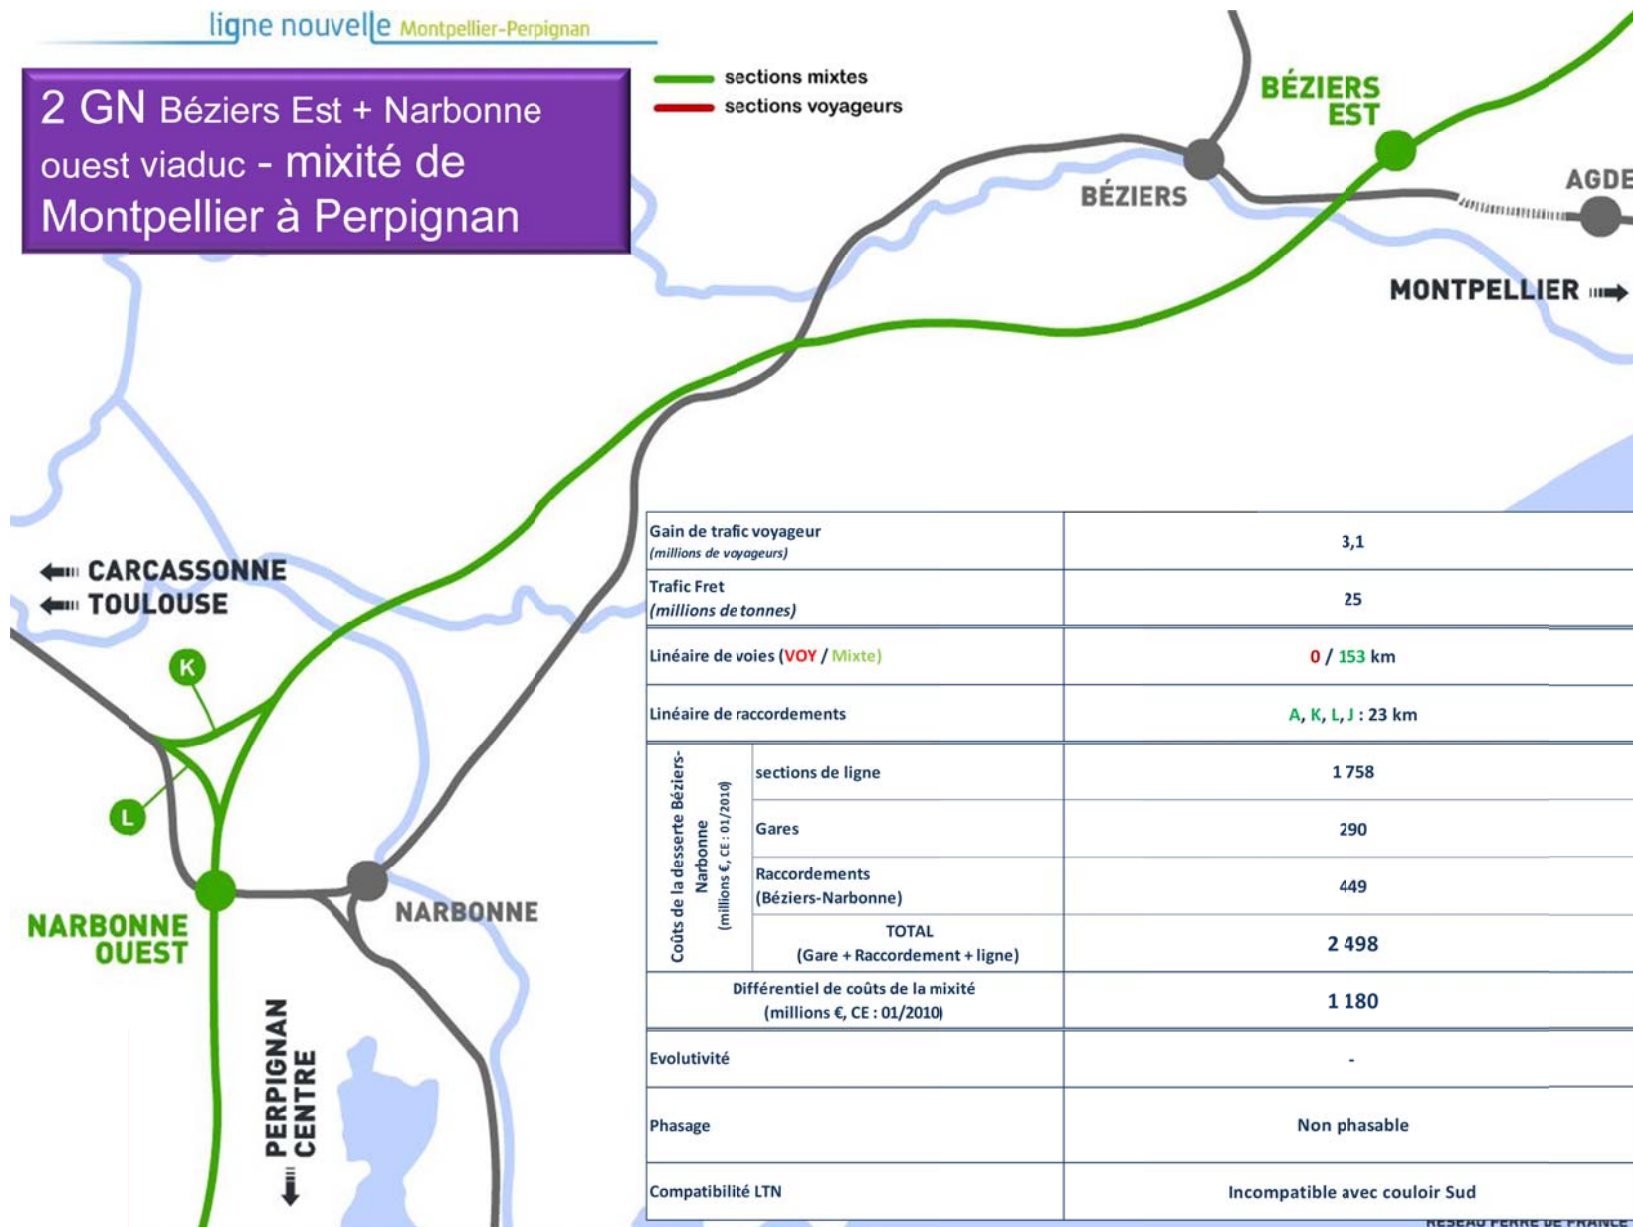 ligne nouvelle Montpellier-Perpignan
2 GN Béziers Est + Narbonne
ouest viaduc - mixité de
Montpellier à Perpignan
sections mixtes
sections voyageurs
BÉZIERS
EST
BÉZIERS
AGDE
MONTPELLIER
CARCASSONNE
TOULOUSE
K
L
NARBONNE
OUEST
NARBONNE
PERPIGNAN
CENTRE
Gain de trafic voyageur
(millions de voyageurs)
3,1
Trafic Fret
(millions de tonnes)
25
Linéaire de voies (VOY / Mixte)
0 / 153 km
Linéaire de raccordements
A, K, L, J : 23 km
Coûts de la desserte Béziers-
Narbonne
(millions €, CE : 01/2010)
sections de ligne
1 758
Gares
290
Raccordements
(Béziers-Narbonne)
449
TOTAL
(Gare + Raccordement + ligne)
2 498
Différentiel de coûts de la mixité
(millions €, CE : 01/2010)
1 180
Evolutivité
-
Phasage
Non phasable
Compatibilité LTN
Incompatible avec couloir Sud
RESEAU FERRE DE FRANCE